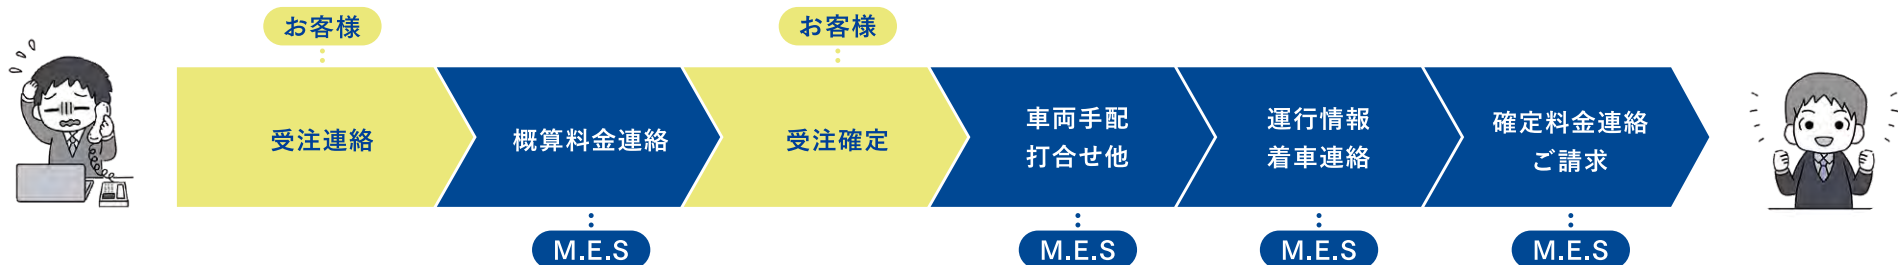 お客様
お客様
受注連絡
概算料金連絡
受注確定
車両手配
打合せ他
運行情報
着車連絡
確定料金連絡
ご請求
M.E.S
M.E.S
M.E.S
M.E.S